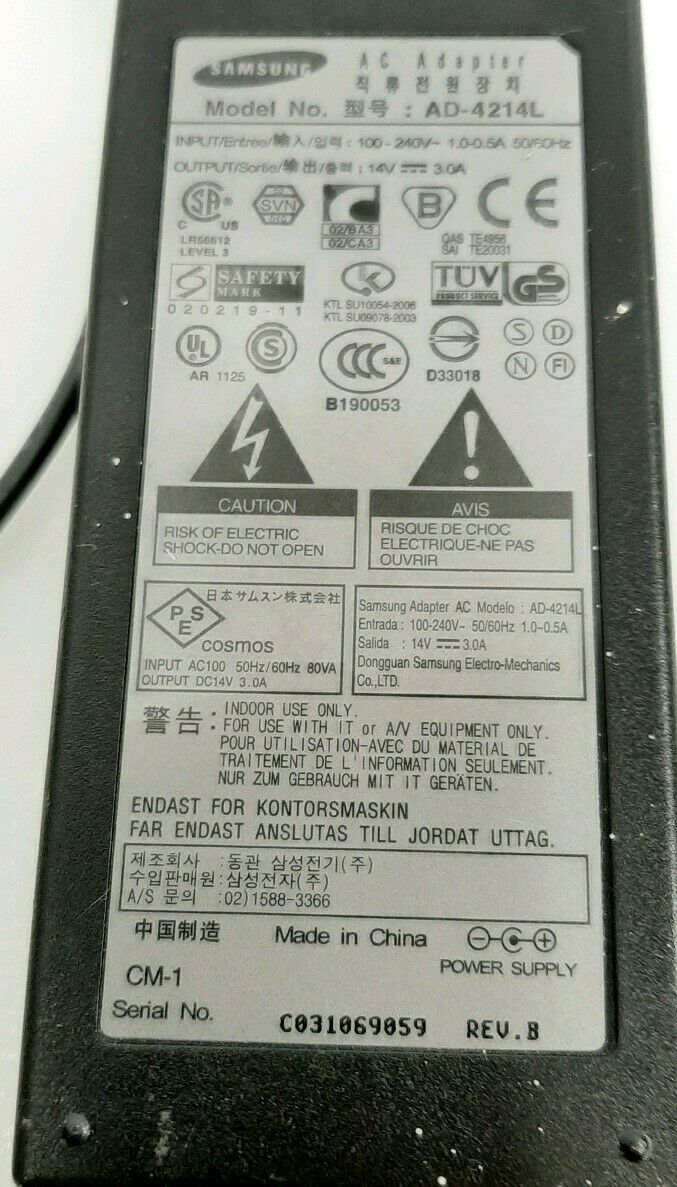 SAMSUNG AC Adapter
직류전원장치
Model No. 型号 : AD-4214L
INPUT/Entree/输入/입력 : 100 - 240V~ 1.0-0.5A 50/60Hz
OUTPUT/Sortie/输出/출력 : 14V ⎓ 3.0A
SA ® SVN B CE
C US
02/BA3
02/CA3
LR56612
LEVEL 3
QAS TE4956
SAI TE20031
SAFETY
MARK
020219-11
K
KTL SU10054-2006
KTL SU09078-2003
TÜV
PRODUCT SERVICE
GS
UL S CCC S&E S D
AR 1125
B190053
D33018
N FI
CAUTION
RISK OF ELECTRIC
SHOCK-DO NOT OPEN
AVIS
RISQUE DE CHOC
ELECTRIQUE-NE PAS
OUVRIR
PSE
日本サムスン株式会社
cosmos
INPUT AC100 50Hz/60Hz 80VA
OUTPUT DC14V 3.0A
Samsung Adapter AC Modelo : AD-4214L
Entrada : 100-240V~ 50/60Hz 1.0-0.5A
Salida : 14V ⎓ 3.0A
Dongguan Samsung Electro-Mechanics
Co.,LTD.
警告 : INDOOR USE ONLY.
FOR USE WITH IT or A/V EQUIPMENT ONLY.
POUR UTILISATION-AVEC DU MATERIAL DE
TRAITEMENT DE L'INFORMATION SEULEMENT.
NUR ZUM GEBRAUCH MIT IT GERÄTEN.
ENDAST FOR KONTORSMASKIN
FAR ENDAST ANSLUTAS TILL JORDAT UTTAG.
제조회사 : 동관 삼성전기(주)
수입판매원 : 삼성전자(주)
A/S 문의 : 02)1588-3366
中国制造 Made in China
POWER SUPPLY
CM-1
Serial No. C031069059 REV.B